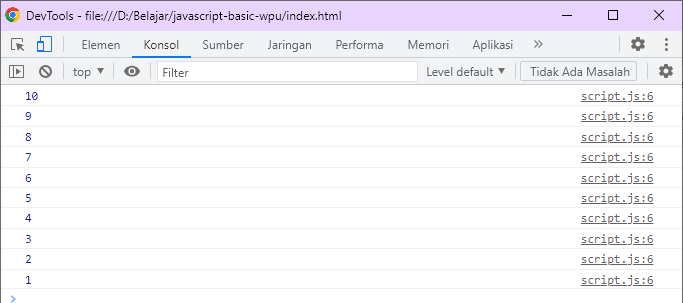 DevTools - file:///D:/Belajar/javascript-basic-wpu/index.html
Elemen Konsol Sumber Jaringan Performa Memori Aplikasi »
top ▼ Filter Level default ▼ Tidak Ada Masalah
10 script.js:6
9 script.js:6
8 script.js:6
7 script.js:6
6 script.js:6
5 script.js:6
4 script.js:6
3 script.js:6
2 script.js:6
1 script.js:6
>